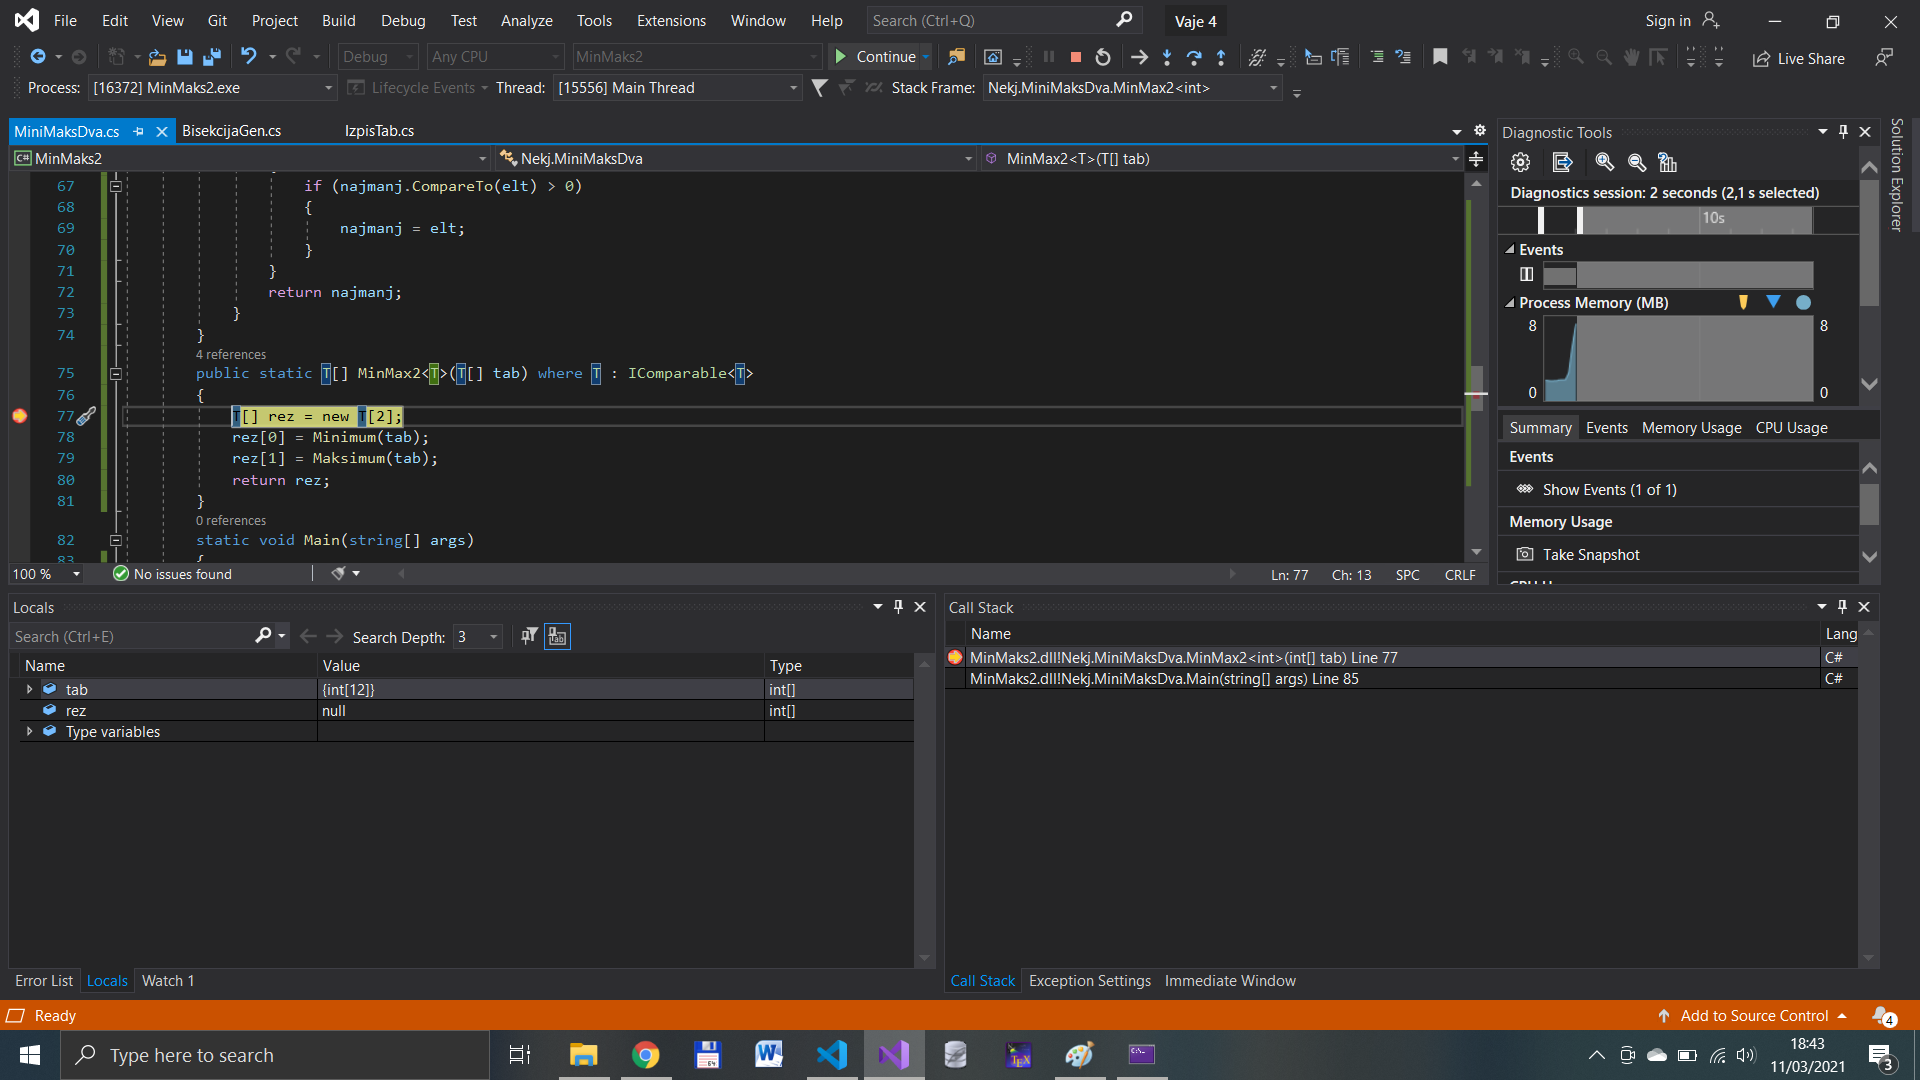 File Edit View Git Project Build Debug Test Analyze Tools Extensions Window Help Search (Ctrl+Q) Vaje 4 Sign in
Debug Any CPU MinMaks2 Continue Live Share
Process: [16372] MinMaks2.exe Lifecycle Events Thread: [15556] Main Thread Stack Frame: Nekj.MiniMaksDva.MinMax2<int>
MiniMaksDva.cs BisekcijaGen.cs IzpisTab.cs
C# MinMaks2 Nekj.MiniMaksDva MinMax2<T>(T[] tab)
67 if (najmanj.CompareTo(elt) > 0)
68 {
69 najmanj = elt;
70 }
71 }
72 return najmanj;
73 }
74 }
4 references
75 public static T[] MinMax2<T>(T[] tab) where T : IComparable<T>
76 {
77 T[] rez = new T[2];
78 rez[0] = Minimum(tab);
79 rez[1] = Maksimum(tab);
80 return rez;
81 }
0 references
82 static void Main(string[] args)
83 {
100 % No issues found Ln: 77 Ch: 13 SPC CRLF
Diagnostic Tools
Diagnostics session: 2 seconds (2,1 s selected)
10s
Events
Process Memory (MB)
8 8
0 0
Summary Events Memory Usage CPU Usage
Events
Show Events (1 of 1)
Memory Usage
Take Snapshot
Solution Explorer
Locals
Search (Ctrl+E) Search Depth: 3
Name Value Type
tab {int[12]} int[]
rez null int[]
Type variables
Error List Locals Watch 1
Call Stack
Name Lang
MinMaks2.dll!Nekj.MiniMaksDva.MinMax2<int>(int[] tab) Line 77 C#
MinMaks2.dll!Nekj.MiniMaksDva.Main(string[] args) Line 85 C#
Call Stack Exception Settings Immediate Window
Ready Add to Source Control 4
Type here to search
18:43
11/03/2021
3